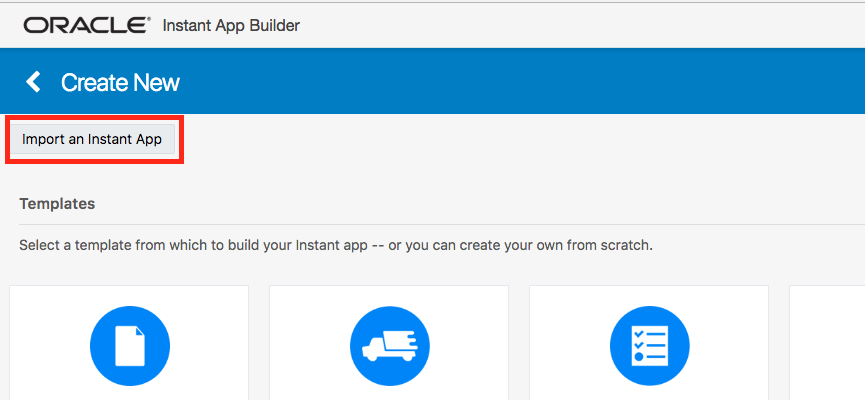 ORACLE® Instant App Builder
Create New
Import an Instant App
Templates
Select a template from which to build your Instant app -- or you can create your own from scratch.